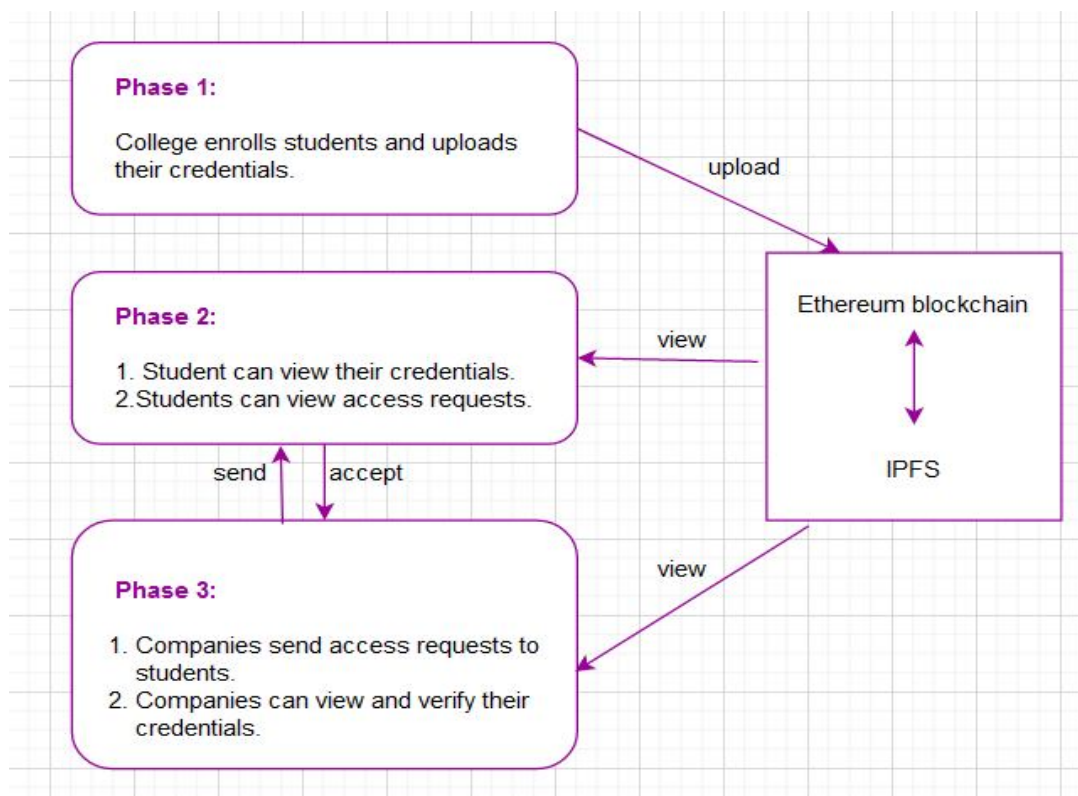 Phase 1:
College enrolls students and uploads
their credentials.
upload
Ethereum blockchain
IPFS
Phase 2:
1. Student can view their credentials.
2.Students can view access requests.
view
send
accept
Phase 3:
1. Companies send access requests to
students.
2. Companies can view and verify their
credentials.
view